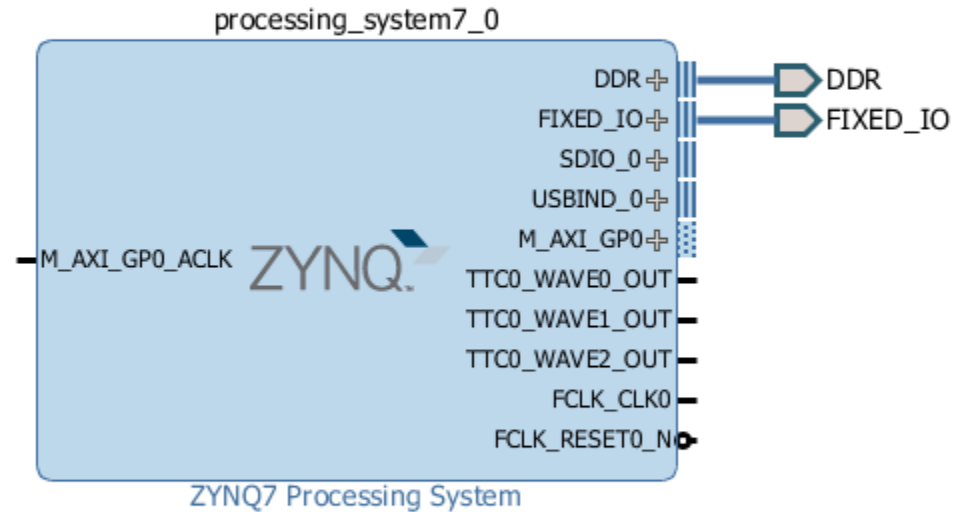 processing_system7_0
DDR
DDR
FIXED_IO
FIXED_IO
SDIO_0
USBIND_0
M_AXI_GP0
M_AXI_GP0_ACLK
ZYNQ
TTC0_WAVE0_OUT
TTC0_WAVE1_OUT
TTC0_WAVE2_OUT
FCLK_CLK0
FCLK_RESET0_N
ZYNQ7 Processing System